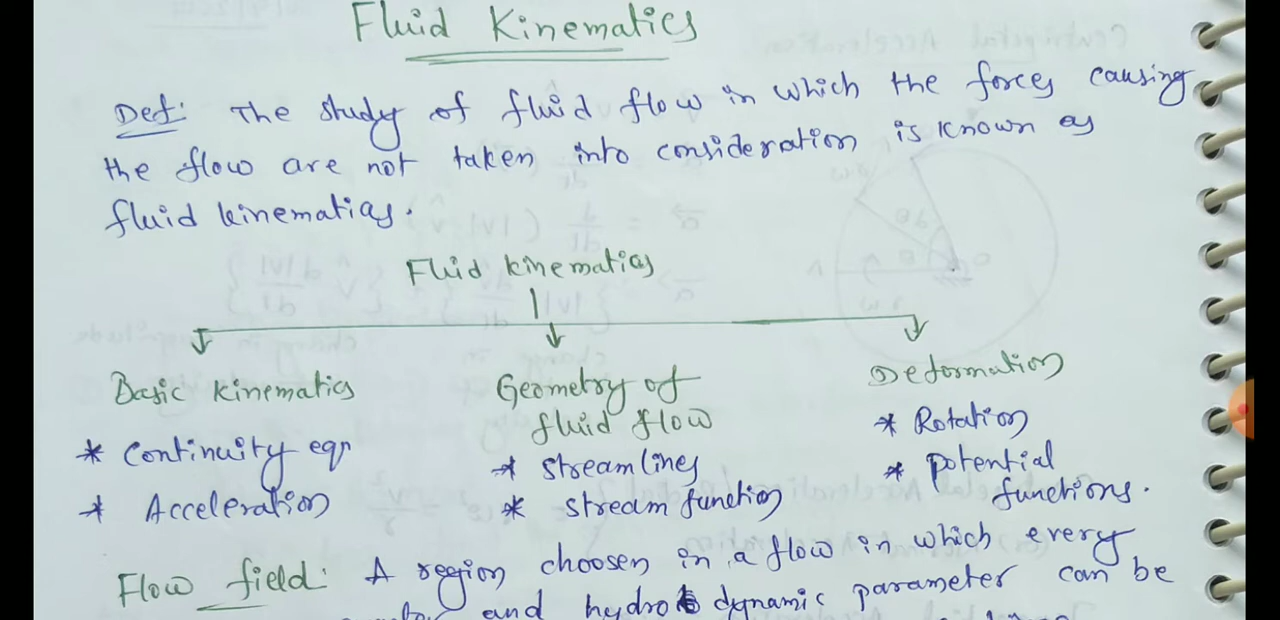 Fluid Kinematics
Def: The study of fluid flow in which the forces causing
the flow are not taken into consideration is known as
fluid kinematics.
Fluid kinematics
Basic kinematics
* Continuity eqn
* Acceleration
Geometry of
fluid flow
* streamlines
* stream function
Deformation
* Rotation
* potential
functions.
Flow field: A region choosen in a flow in which every
and hydro dynamic parameter can be